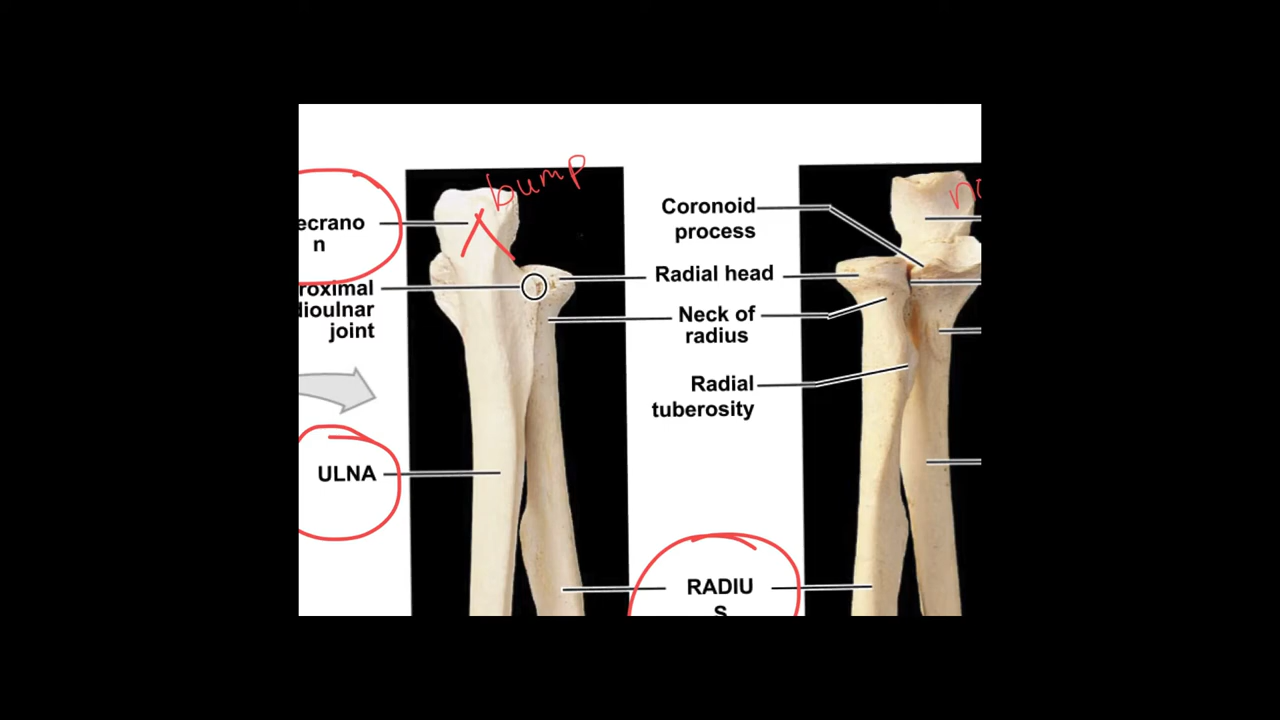 bump
ecrano
n
roximal
dioulnar
joint
ULNA
Coronoid
process
Radial head
Neck of
radius
Radial
tuberosity
RADIU
S